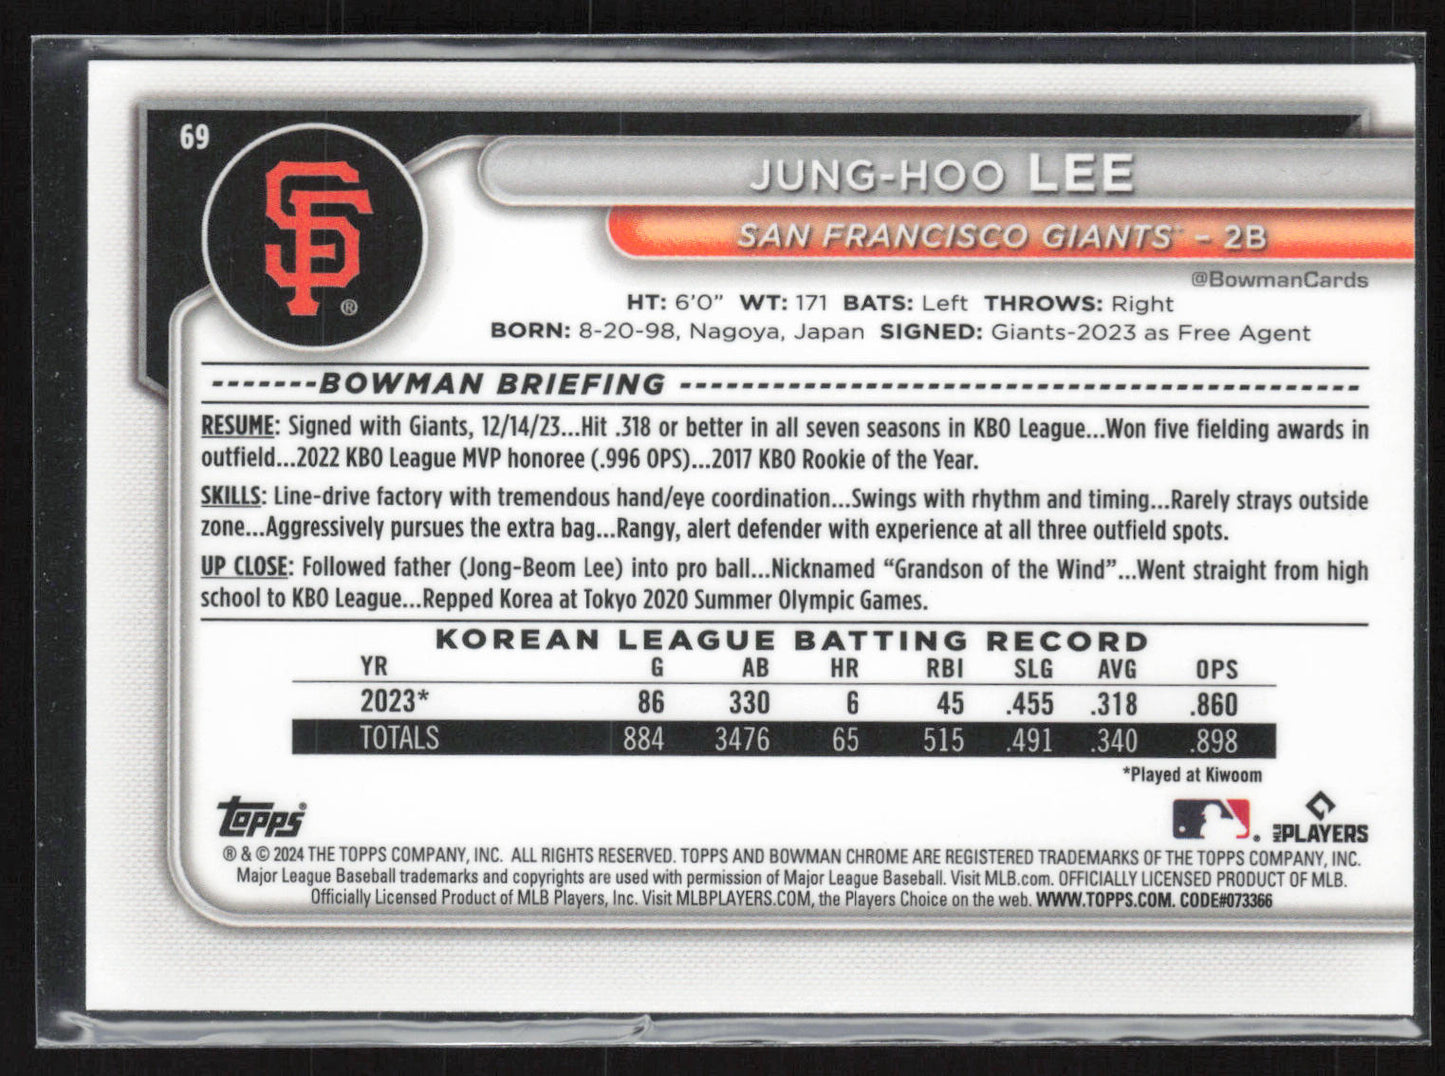 69
SF®
JUNG-HOO LEE
SAN FRANCISCO GIANTS™ - 2B
@BowmanCards
HT: 6'0” WT: 171 BATS: Left THROWS: Right
BORN: 8-20-98, Nagoya, Japan SIGNED: Giants-2023 as Free Agent
BOWMAN BRIEFING
RESUME: Signed with Giants, 12/14/23...Hit .318 or better in all seven seasons in KBO League...Won five fielding awards in
outfield...2022 KBO League MVP honoree (.996 OPS)...2017 KBO Rookie of the Year.
SKILLS: Line-drive factory with tremendous hand/eye coordination...Swings with rhythm and timing...Rarely strays outside
zone...Aggressively pursues the extra bag...Rangy, alert defender with experience at all three outfield spots.
UP CLOSE: Followed father (Jong-Beom Lee) into pro ball...Nicknamed “Grandson of the Wind”...Went straight from high
school to KBO League...Repped Korea at Tokyo 2020 Summer Olympic Games.
KOREAN LEAGUE BATTING RECORD
YR G AB HR RBI SLG AVG OPS
2023* 86 330 6 45 .455 .318 .860
TOTALS 884 3476 65 515 .491 .340 .898
*Played at Kiwoom
Topps®
® MLB PLAYERS
® & © 2024 THE TOPPS COMPANY, INC. ALL RIGHTS RESERVED. TOPPS AND BOWMAN CHROME ARE REGISTERED TRADEMARKS OF THE TOPPS COMPANY, INC.
Major League Baseball trademarks and copyrights are used with permission of Major League Baseball. Visit MLB.com. OFFICIALLY LICENSED PRODUCT OF MLB.
Officially Licensed Product of MLB Players, Inc. Visit MLBPLAYERS.COM, the Players Choice on the web. WWW.TOPPS.COM. CODE#073366